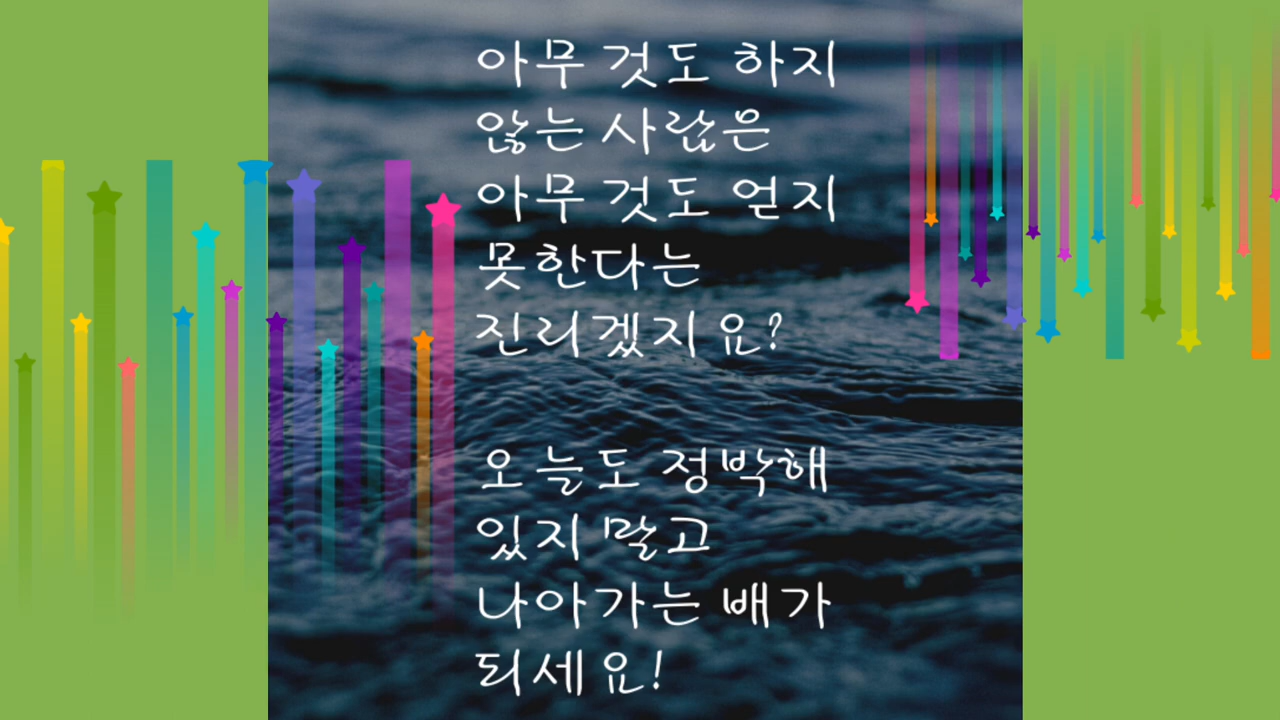 아무 것도 하지
않는 사람은
아무 것도 얻지
못한다는
진리겠지요?
오늘도 정박해
있지 말고
나아가는 배가
되세요!